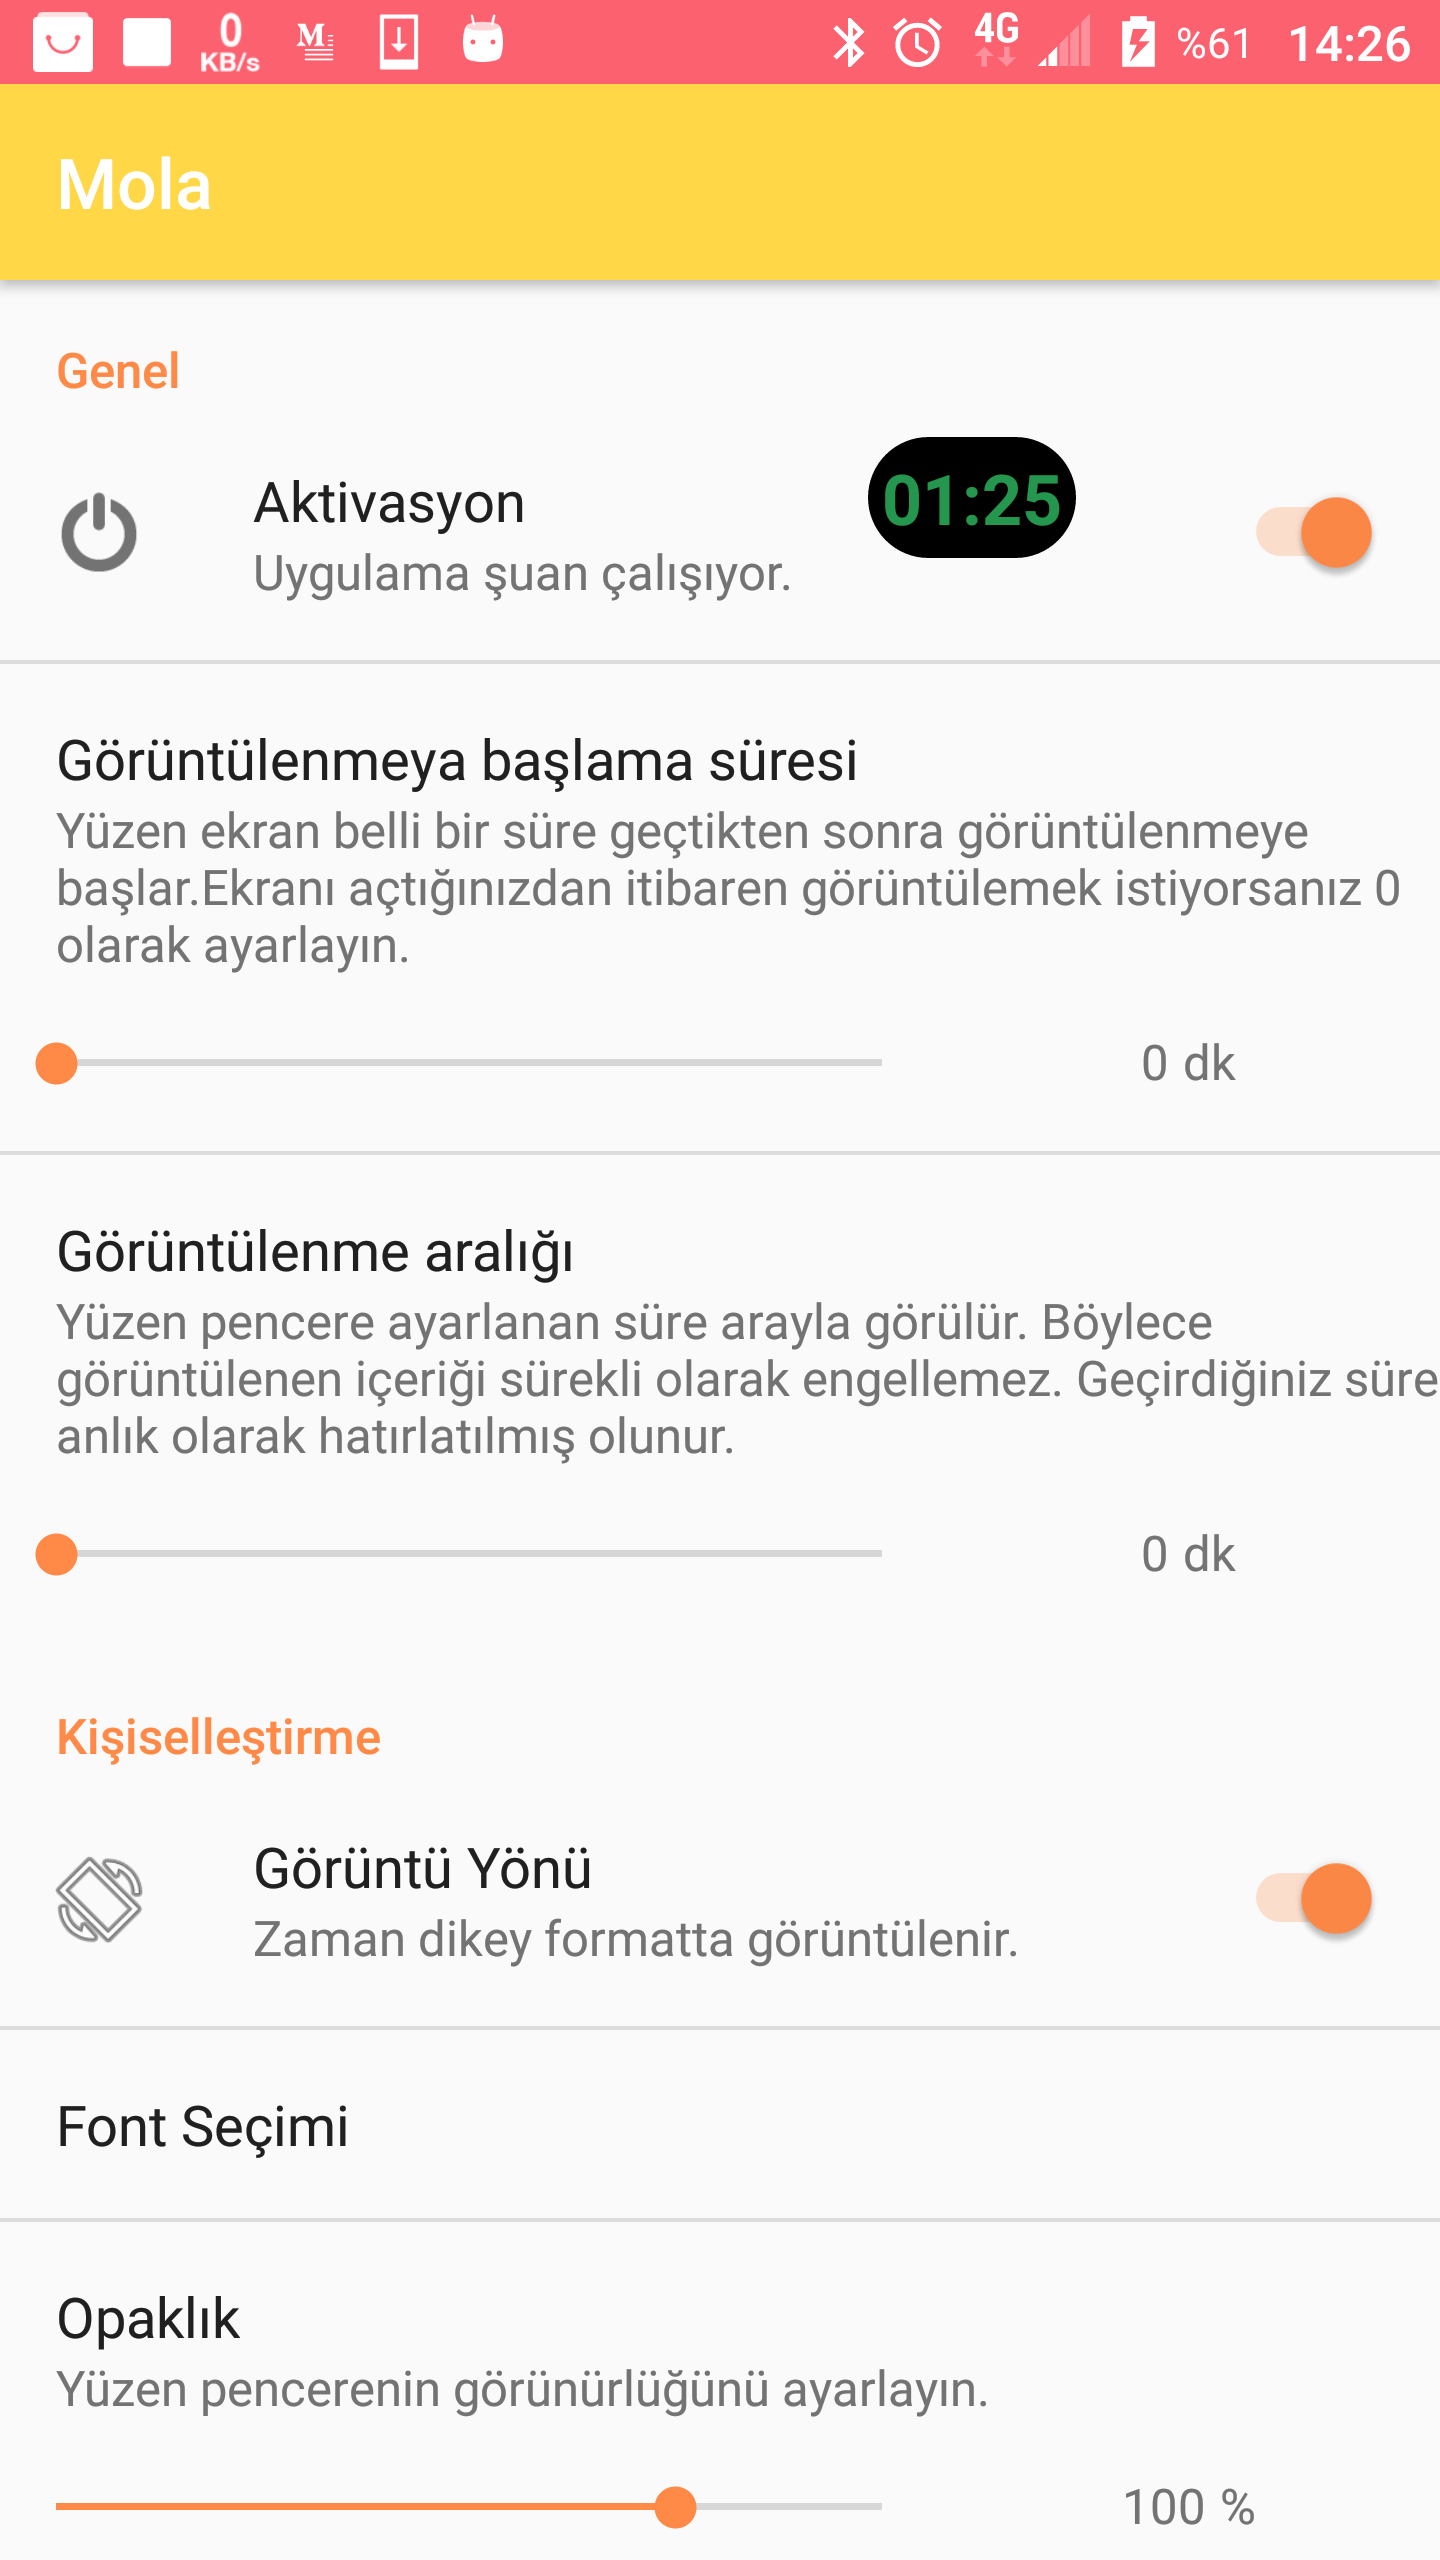 0 KB/s M 4G %61 14:26
Mola
Genel
Aktivasyon
01:25
Uygulama şuan çalışıyor.
Görüntülenmeya başlama süresi
Yüzen ekran belli bir süre geçtikten sonra görüntülenmeye
başlar.Ekranı açtığınızdan itibaren görüntülemek istiyorsanız 0
olarak ayarlayın.
0 dk
Görüntülenme aralığı
Yüzen pencere ayarlanan süre arayla görülür. Böylece
görüntülenen içeriği sürekli olarak engellemez. Geçirdiğiniz süre
anlık olarak hatırlatılmış olunur.
0 dk
Kişiselleştirme
Görüntü Yönü
Zaman dikey formatta görüntülenir.
Font Seçimi
Opaklık
Yüzen pencerenin görünürlüğünü ayarlayın.
100 %